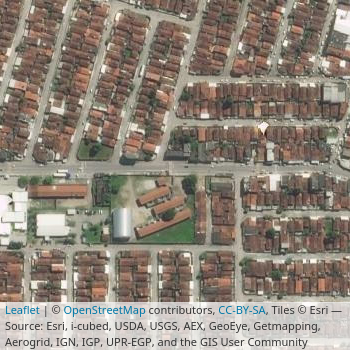 Leaflet | © OpenStreetMap contributors, CC-BY-SA, Tiles © Esri —
Source: Esri, i-cubed, USDA, USGS, AEX, GeoEye, Getmapping,
Aerogrid, IGN, IGP, UPR-EGP, and the GIS User Community